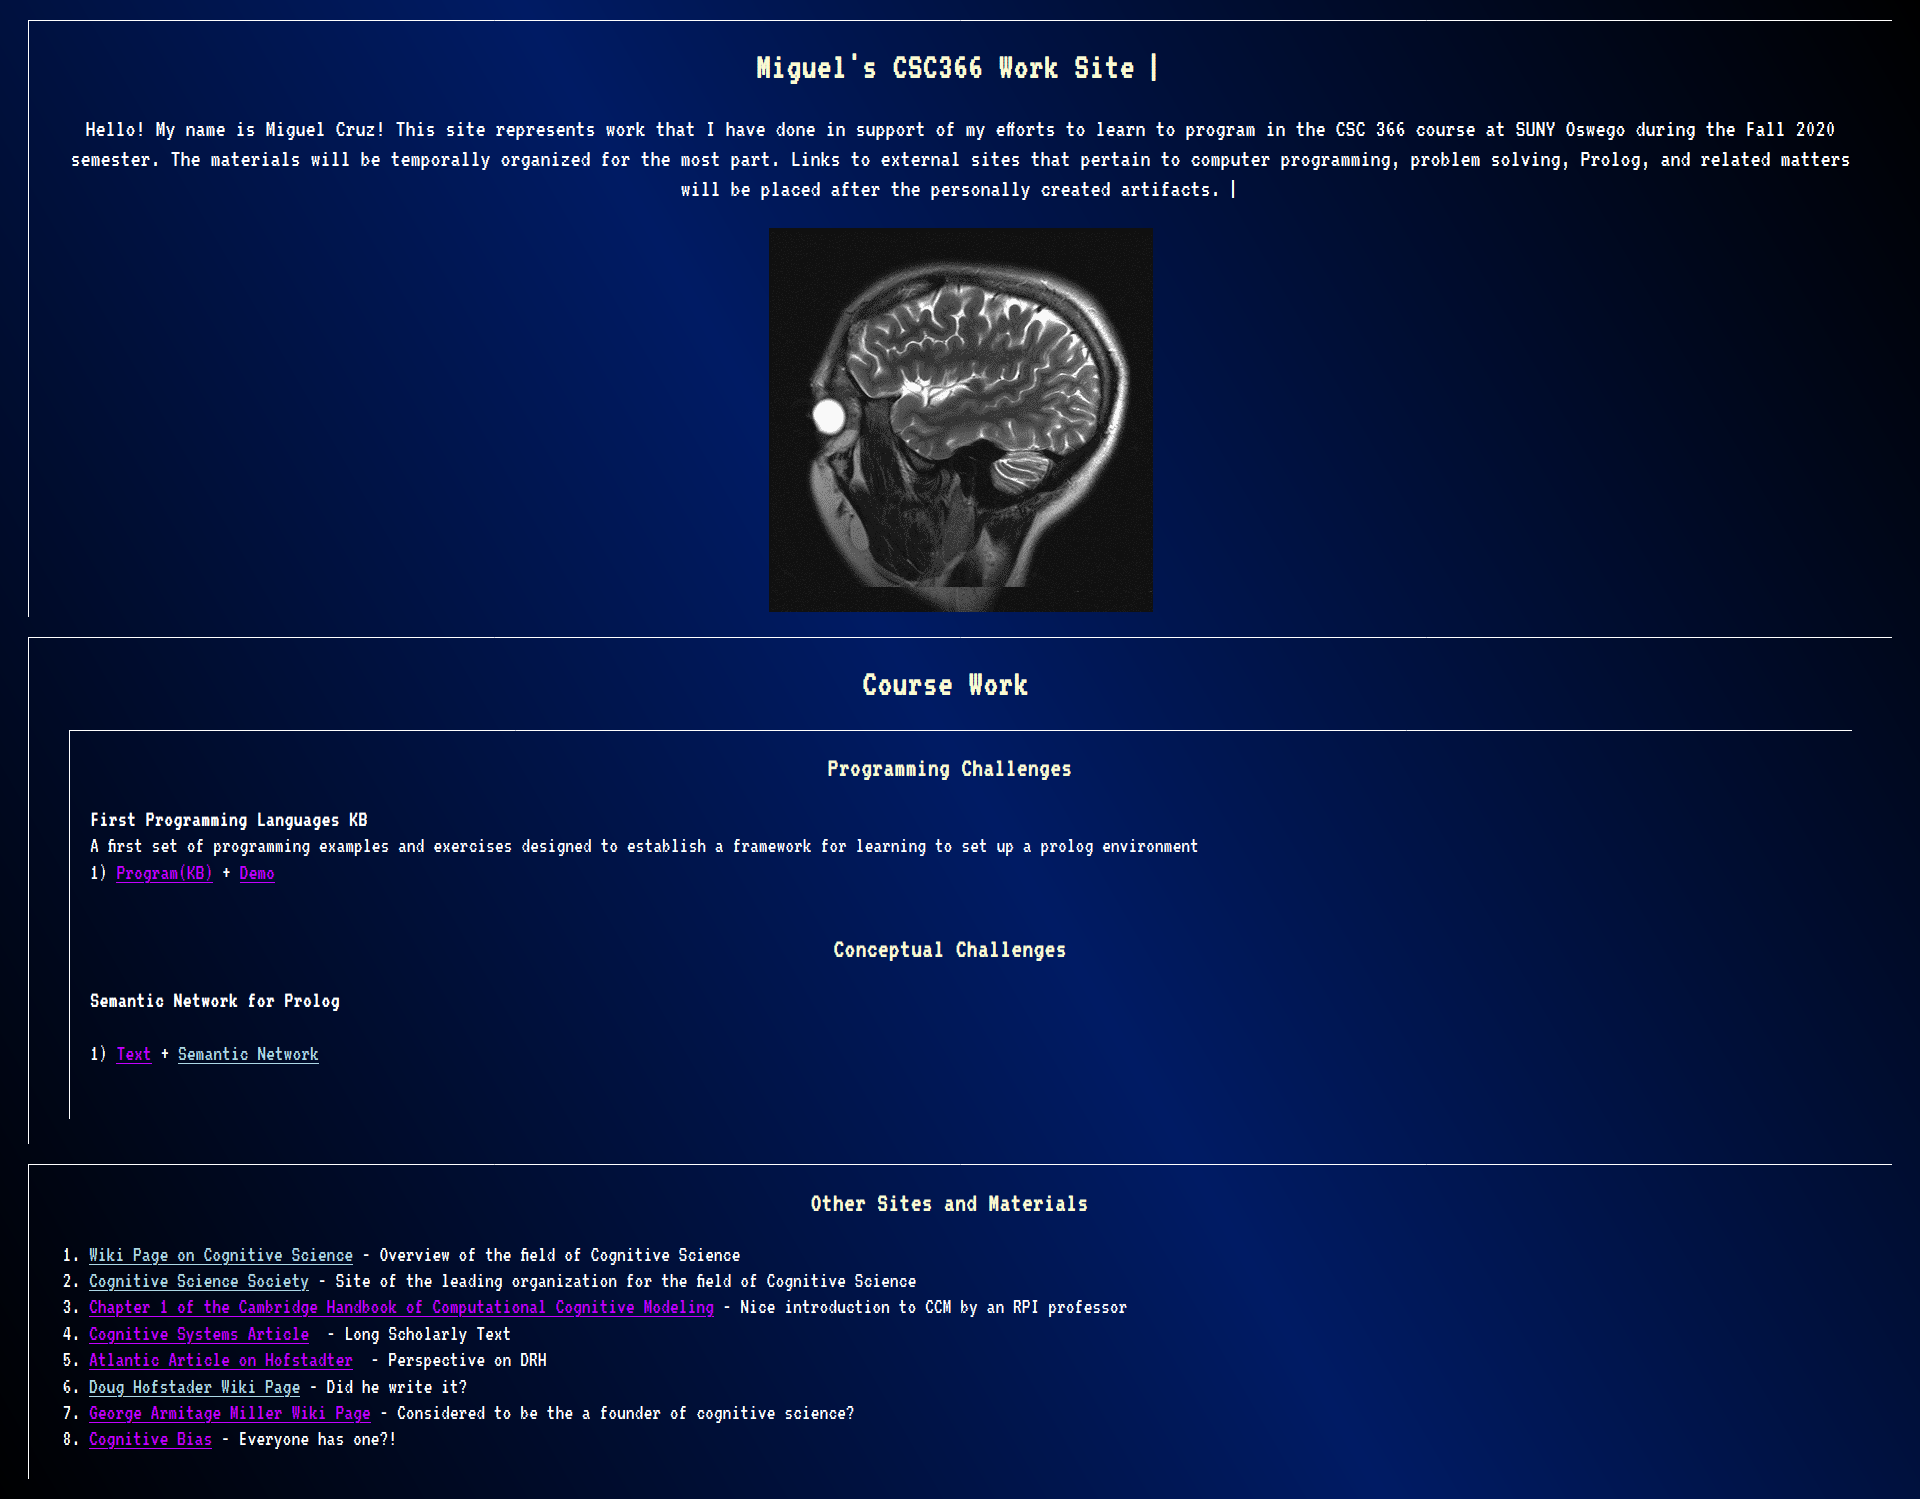 Miguel's CSC366 Work Site |
Hello! My name is Miguel Cruz! This site represents work that I have done in support of my efforts to learn to program in the CSC 366 course at SUNY Oswego during the Fall 2020
semester. The materials will be temporally organized for the most part. Links to external sites that pertain to computer programming, problem solving, Prolog, and related matters
will be placed after the personally created artifacts. |
Course Work
Programming Challenges
First Programming Languages KB
A first set of programming examples and exercises designed to establish a framework for learning to set up a prolog environment
1) Program(KB) + Demo
Conceptual Challenges
Semantic Network for Prolog
1) Text + Semantic Network
Other Sites and Materials
1. Wiki Page on Cognitive Science - Overview of the field of Cognitive Science
2. Cognitive Science Society - Site of the leading organization for the field of Cognitive Science
3. Chapter 1 of the Cambridge Handbook of Computational Cognitive Modeling - Nice introduction to CCM by an RPI professor
4. Cognitive Systems Article - Long Scholarly Text
5. Atlantic Article on Hofstadter - Perspective on DRH
6. Doug Hofstader Wiki Page - Did he write it?
7. George Armitage Miller Wiki Page - Considered to be the a founder of cognitive science?
8. Cognitive Bias - Everyone has one?!